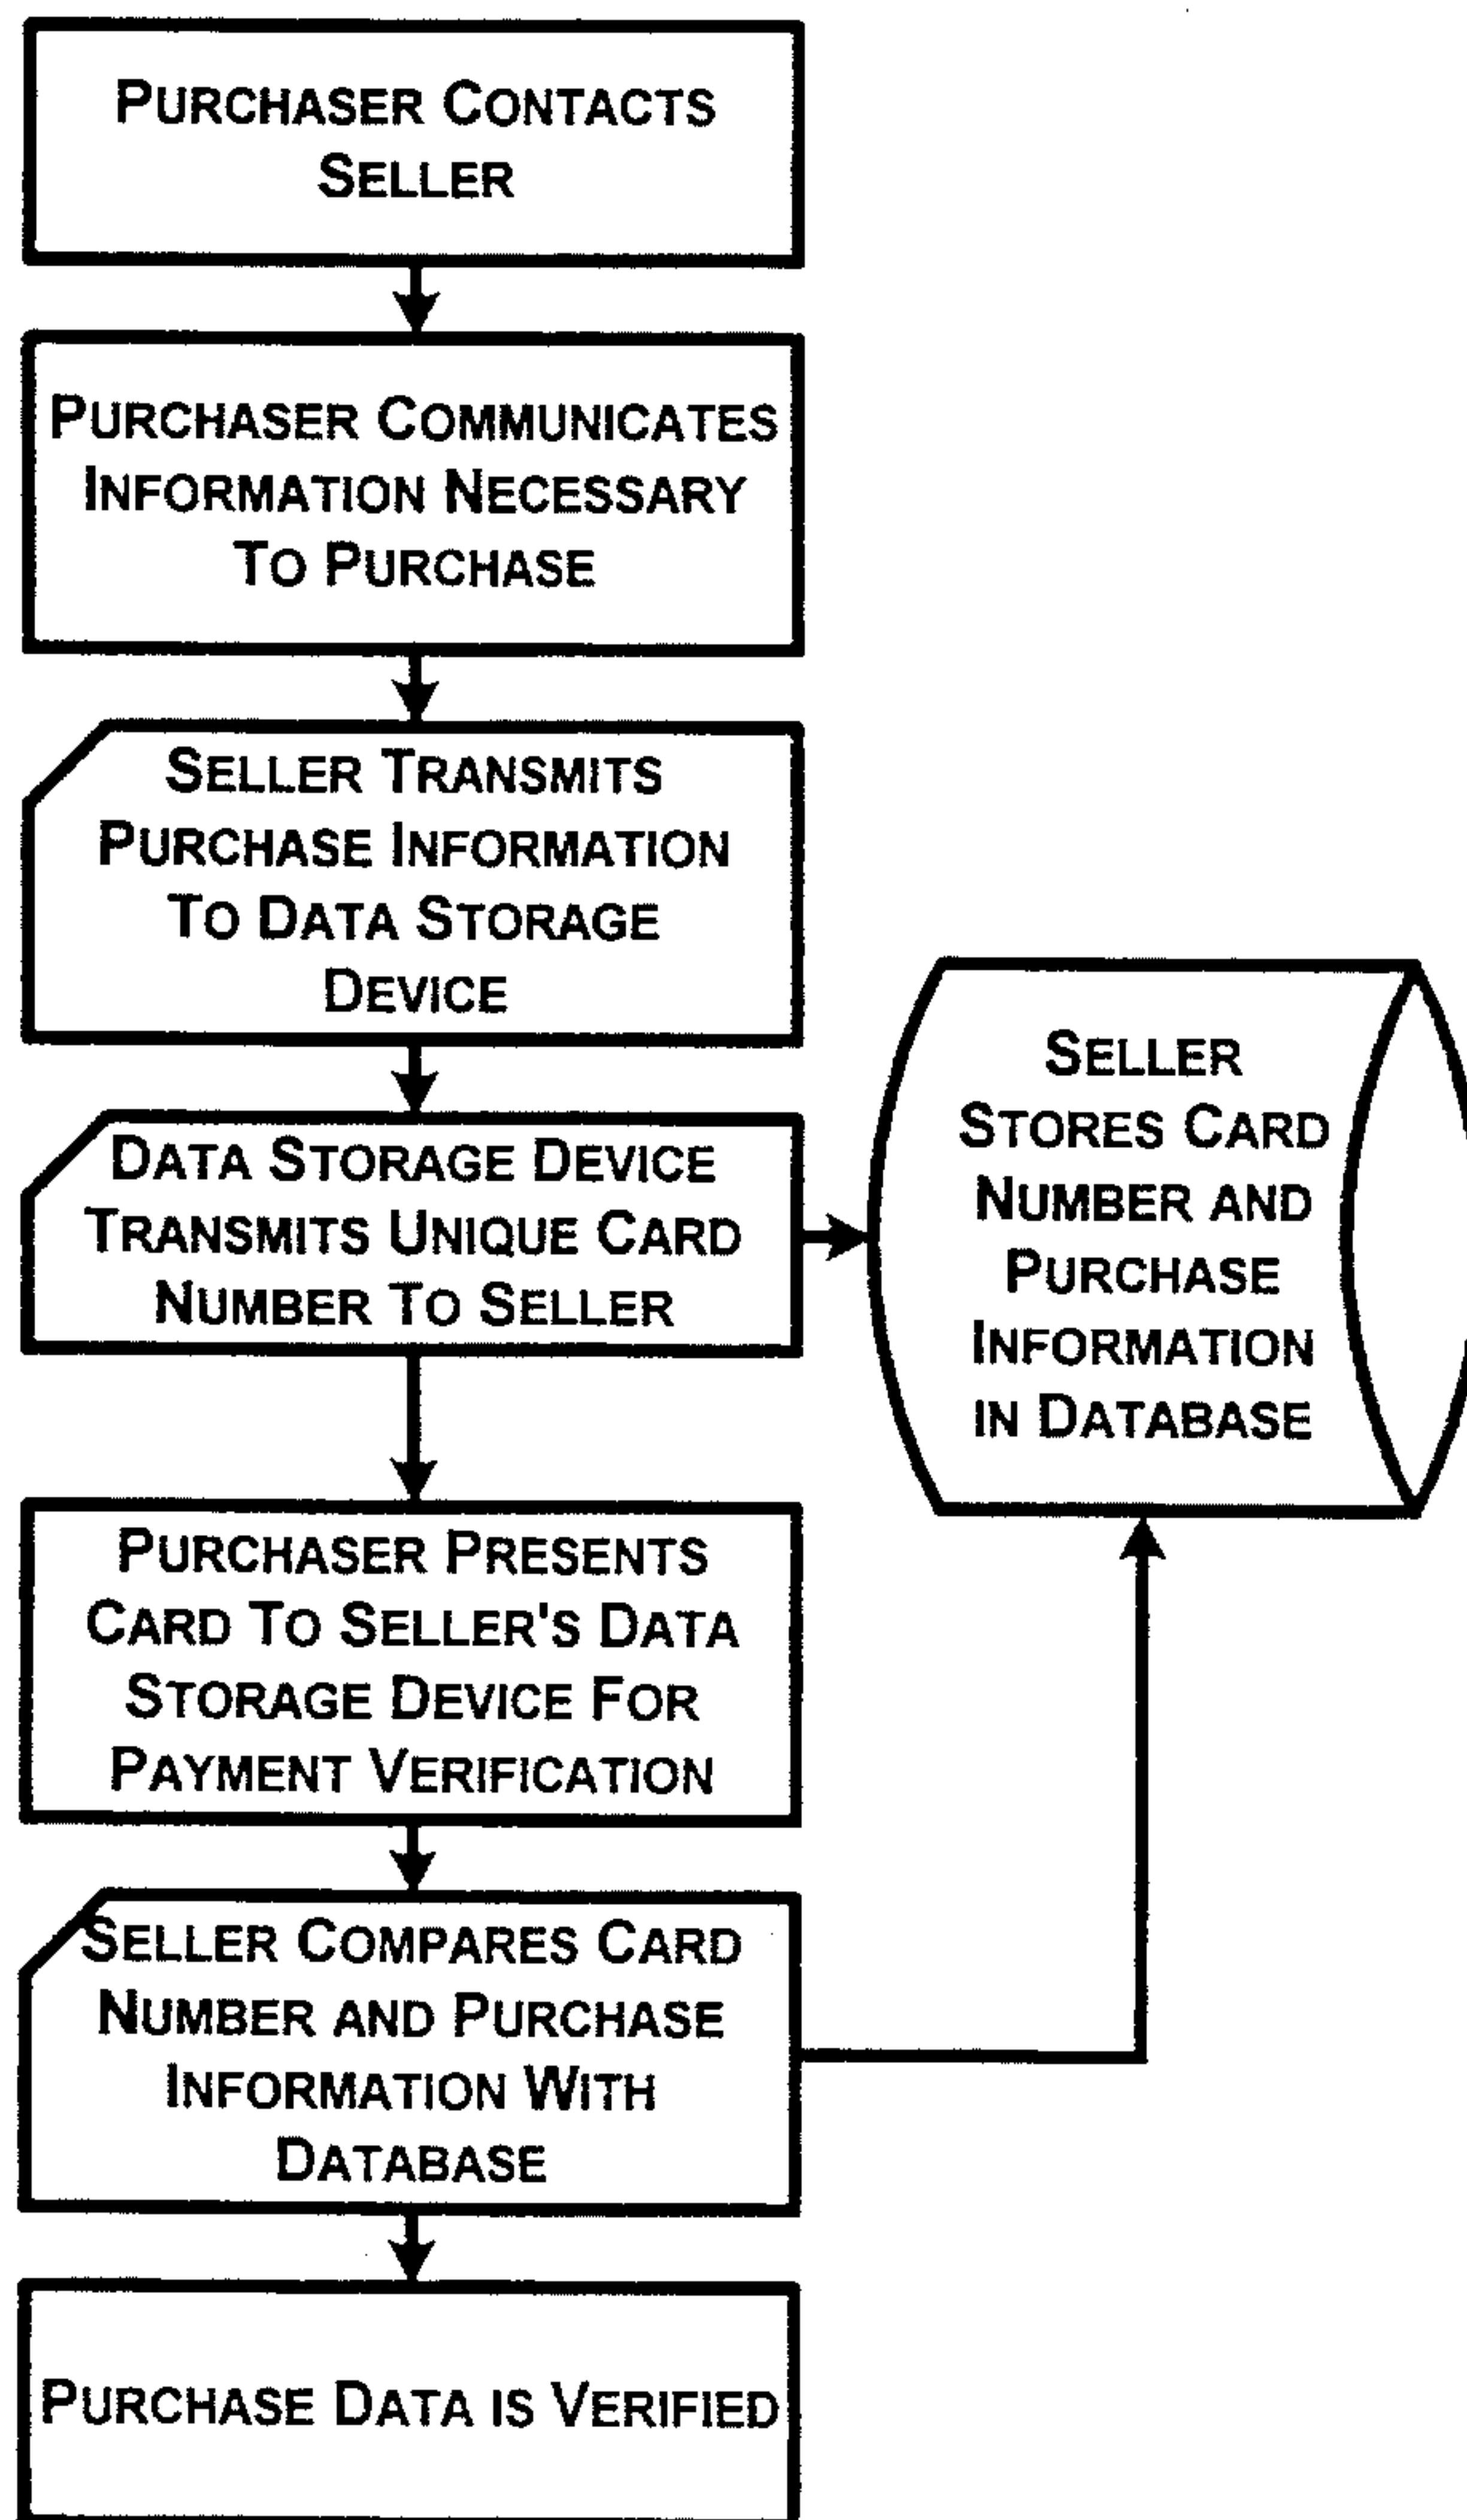 PURCHASER CONTACTS
SELLER
PURCHASER COMMUNICATES
INFORMATION NECESSARY
TO PURCHASE
SELLER TRANSMITS
PURCHASE INFORMATION
TO DATA STORAGE
DEVICE
DATA STORAGE DEVICE
TRANSMITS UNIQUE CARD
NUMBER TO SELLER
SELLER
STORES CARD
NUMBER AND
PURCHASE
INFORMATION
IN DATABASE
PURCHASER PRESENTS
CARD TO SELLER'S DATA
STORAGE DEVICE FOR
PAYMENT VERIFICATION
SELLER COMPARES CARD
NUMBER AND PURCHASE
INFORMATION WITH
DATABASE
PURCHASE DATA IS VERIFIED